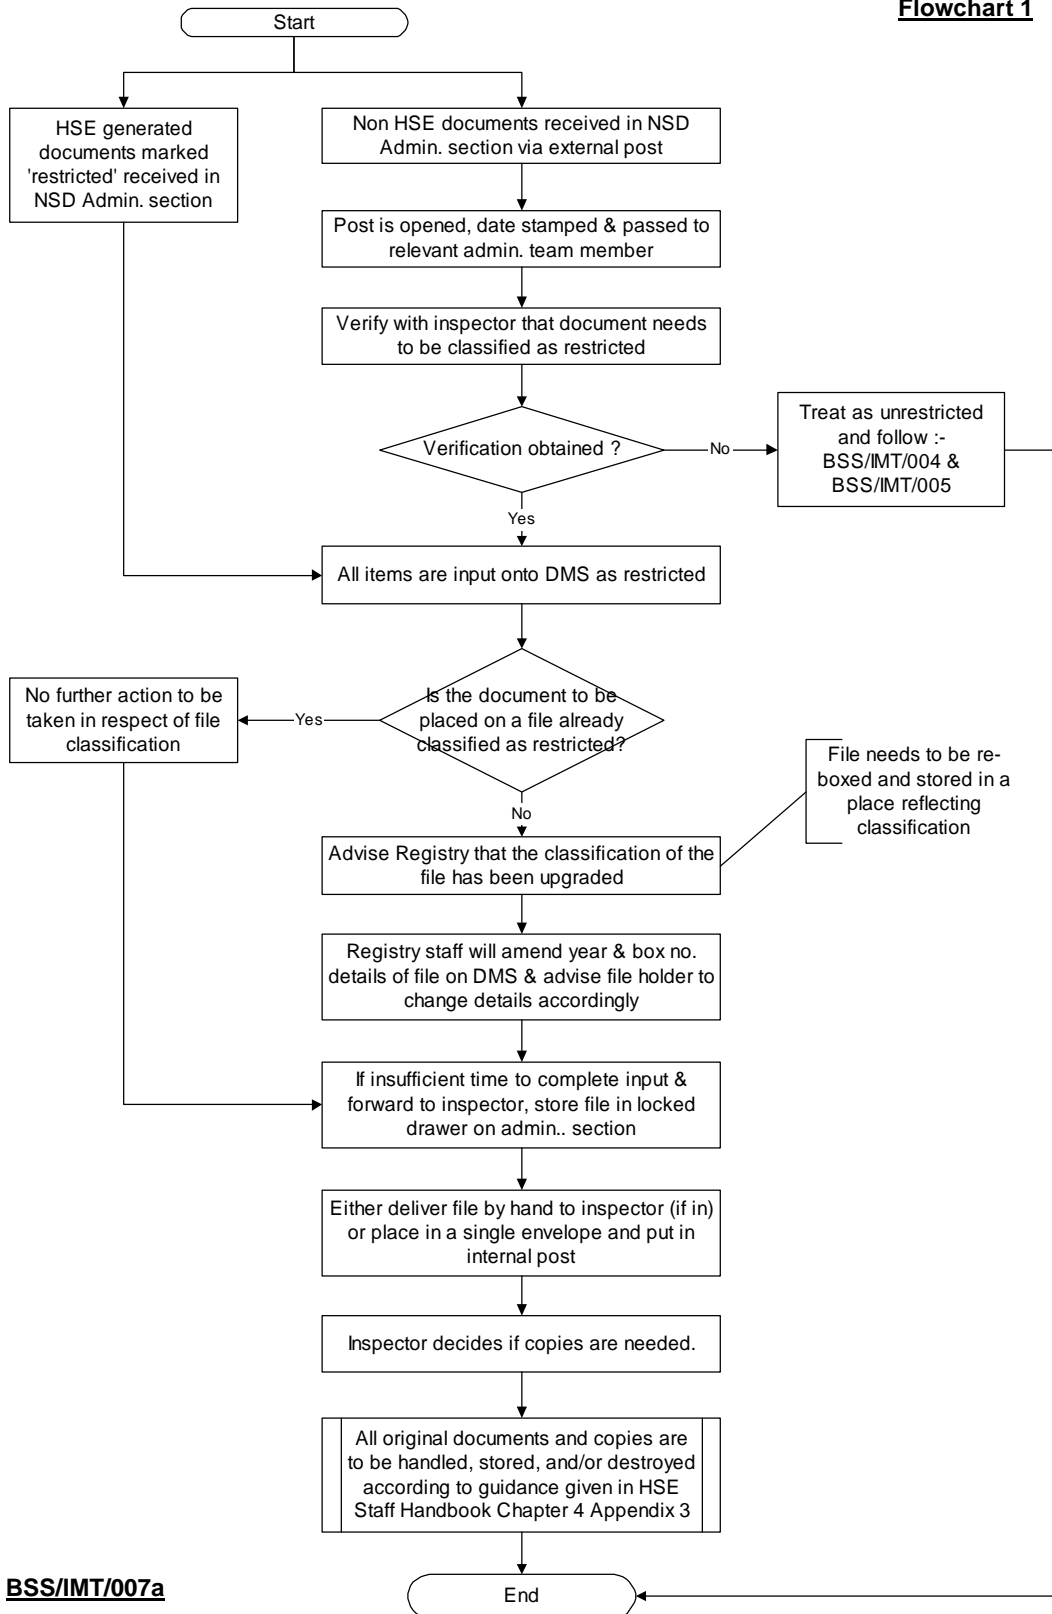 Flowchart 1
Start
HSE generated
documents marked
'restricted' received in
NSD Admin. section
Non HSE documents received in NSD
Admin. section via external post
Post is opened, date stamped & passed to
relevant admin. team member
Verify with inspector that document needs
to be classified as restricted
Verification obtained ?
No
Treat as unrestricted
and follow :-
BSS/IMT/004 &
BSS/IMT/005
Yes
All items are input onto DMS as restricted
Is the document to be
placed on a file already
classified as restricted?
Yes
No further action to be
taken in respect of file
classification
No
File needs to be re-
boxed and stored in a
place reflecting
classification
Advise Registry that the classification of the
file has been upgraded
Registry staff will amend year & box no.
details of file on DMS & advise file holder to
change details accordingly
If insufficient time to complete input &
forward to inspector, store file in locked
drawer on admin.. section
Either deliver file by hand to inspector (if in)
or place in a single envelope and put in
internal post
Inspector decides if copies are needed.
All original documents and copies are
to be handled, stored, and/or destroyed
according to guidance given in HSE
Staff Handbook Chapter 4 Appendix 3
End
BSS/IMT/007a